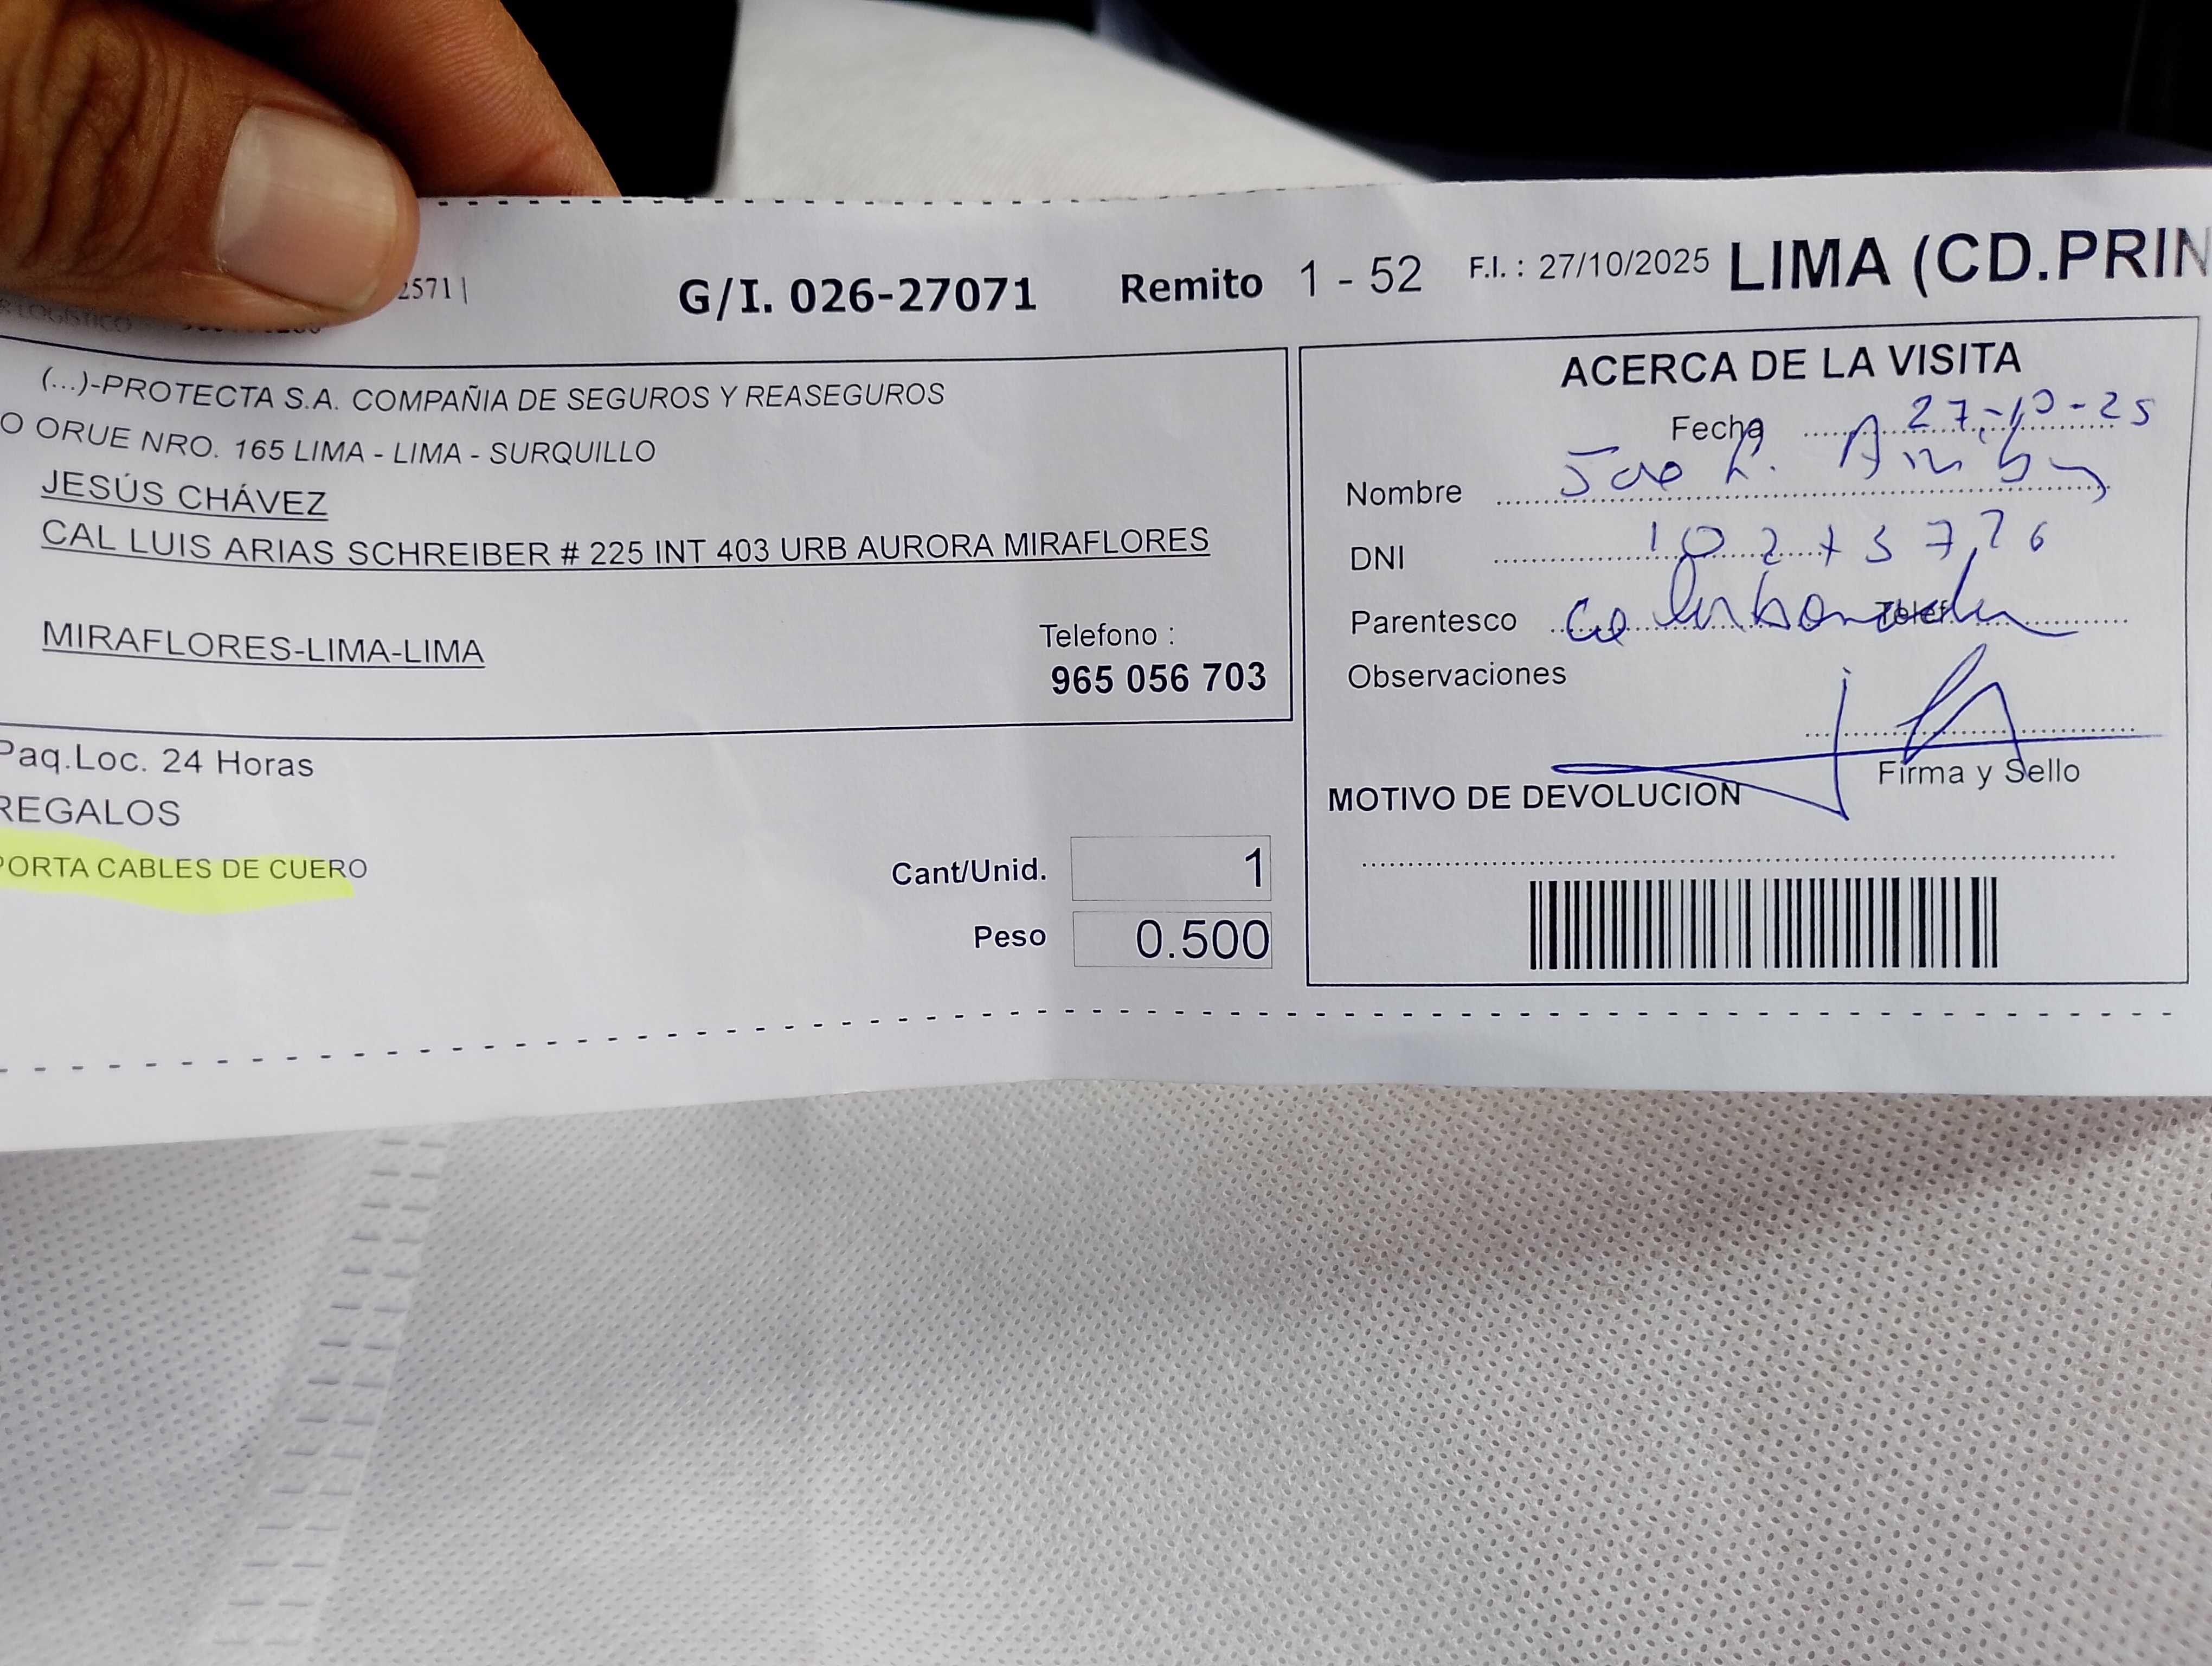 2571|
G/I. 026-27071 Remito 1 - 52 F.I. : 27/10/2025 LIMA (CD.PRIN
LOGISTICO
(...)-PROTECTA S.A. COMPAÑIA DE SEGUROS Y REASEGUROS
O ORUE NRO. 165 LIMA - LIMA - SURQUILLO
JESÚS CHÁVEZ
CAL LUIS ARIAS SCHREIBER # 225 INT 403 URB AURORA MIRAFLORES
MIRAFLORES-LIMA-LIMA
Telefono :
965 056 703
Paq.Loc. 24 Horas
REGALOS
PORTA CABLES DE CUERO
Cant/Unid. 1
Peso 0.500
ACERCA DE LA VISITA
Fecha 27-10-25
Nombre
DNI
Parentesco Telef.
Observaciones
Firma y Sello
MOTIVO DE DEVOLUCION